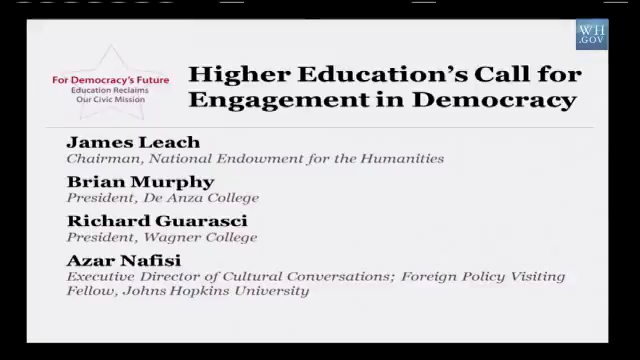 WH
.GOV
For Democracy's Future
Education Reclaims
Our Civic Mission
Higher Education's Call for
Engagement in Democracy
James Leach
Chairman, National Endowment for the Humanities
Brian Murphy
President, De Anza College
Richard Guarasci
President, Wagner College
Azar Nafisi
Executive Director of Cultural Conversations; Foreign Policy Visiting
Fellow, Johns Hopkins University